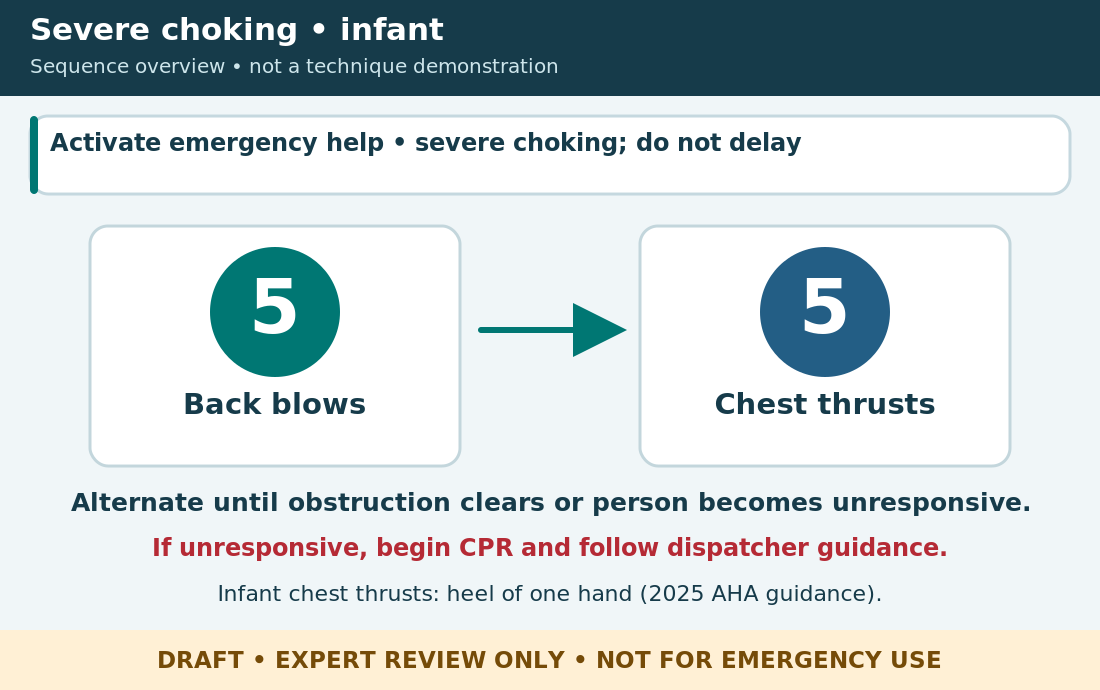 Severe choking • infant
Sequence overview • not a technique demonstration
Activate emergency help • severe choking; do not delay
5
Back blows
5
Chest thrusts
Alternate until obstruction clears or person becomes unresponsive.
If unresponsive, begin CPR and follow dispatcher guidance.
Infant chest thrusts: heel of one hand (2025 AHA guidance).
DRAFT • EXPERT REVIEW ONLY • NOT FOR EMERGENCY USE